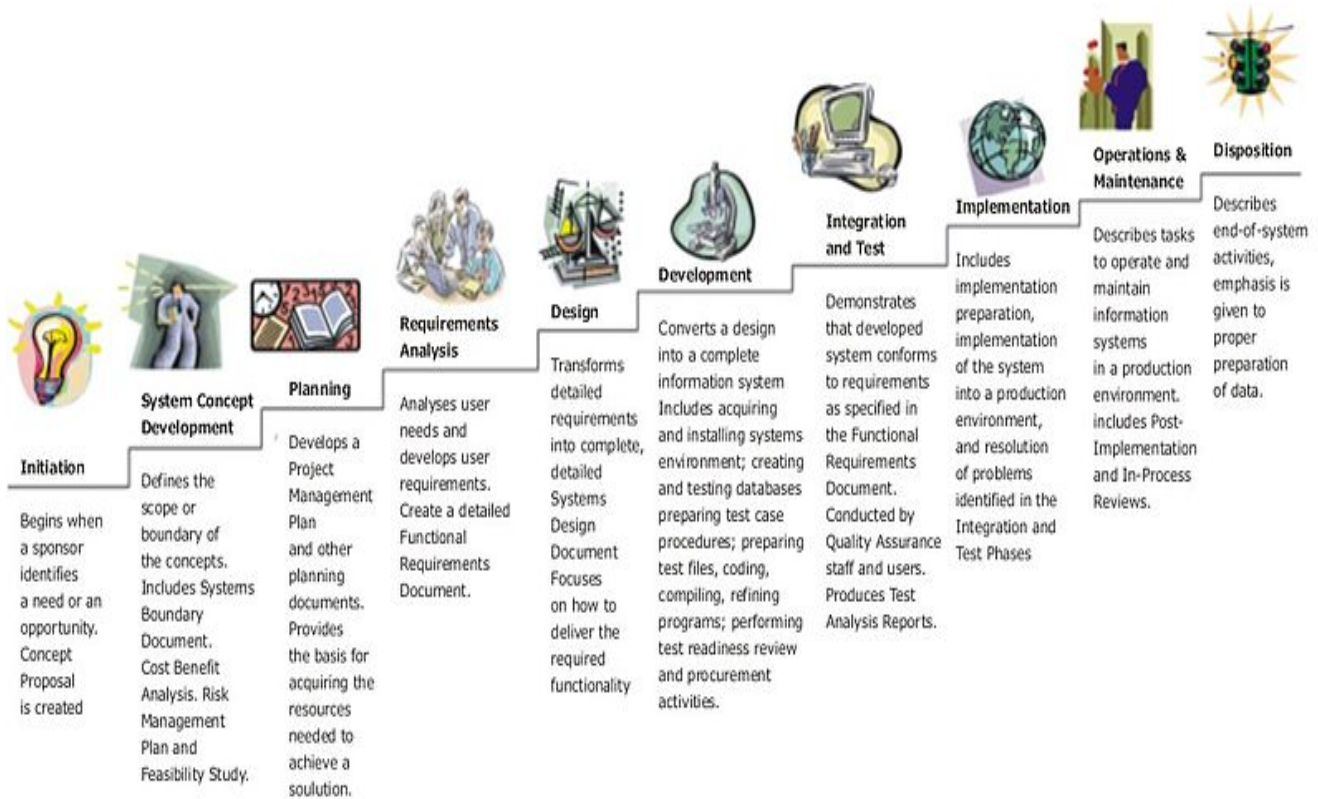 Initiation
Begins when
a sponsor
identifies
a need or an
opportunity.
Concept
Proposal
is created
System Concept
Development
Defines the
scope or
boundary of
the concepts.
Includes Systems
Boundary
Document.
Cost Benefit
Analysis. Risk
Management
Plan and
Feasibility Study.
Planning
Develops a
Project
Management
Plan
and other
planning
documents.
Provides
the basis for
acquiring the
resources
needed to
achieve a
soulution.
Requirements
Analysis
Analyses user
needs and
develops user
requirements.
Create a detailed
Functional
Requirements
Document.
Design
Transforms
detailed
requirements
into complete,
detailed
Systems
Design
Document
Focuses
on how to
deliver the
required
functionality
Development
Converts a design
into a complete
information system
Includes acquiring
and installing systems
environment; creating
and testing databases
preparing test case
procedures; preparing
test files, coding,
compiling, refining
programs; performing
test readiness review
and procurement
activities.
Integration
and Test
Demonstrates
that developed
system conforms
to requirements
as specified in
the Functional
Requirements
Document.
Conducted by
Quality Assurance
staff and users.
Produces Test
Analysis Reports.
Implementation
Includes
implementation
preparation,
implementation
of the system
into a production
environment,
and resolution
of problems
identified in the
Integration and
Test Phases
Operations &
Maintenance
Describes tasks
to operate and
maintain
information
systems
in a production
environment.
includes Post-
Implementation
and In-Process
Reviews.
Disposition
Describes
end-of-system
activities,
emphasis is
given to
proper
preparation
of data.